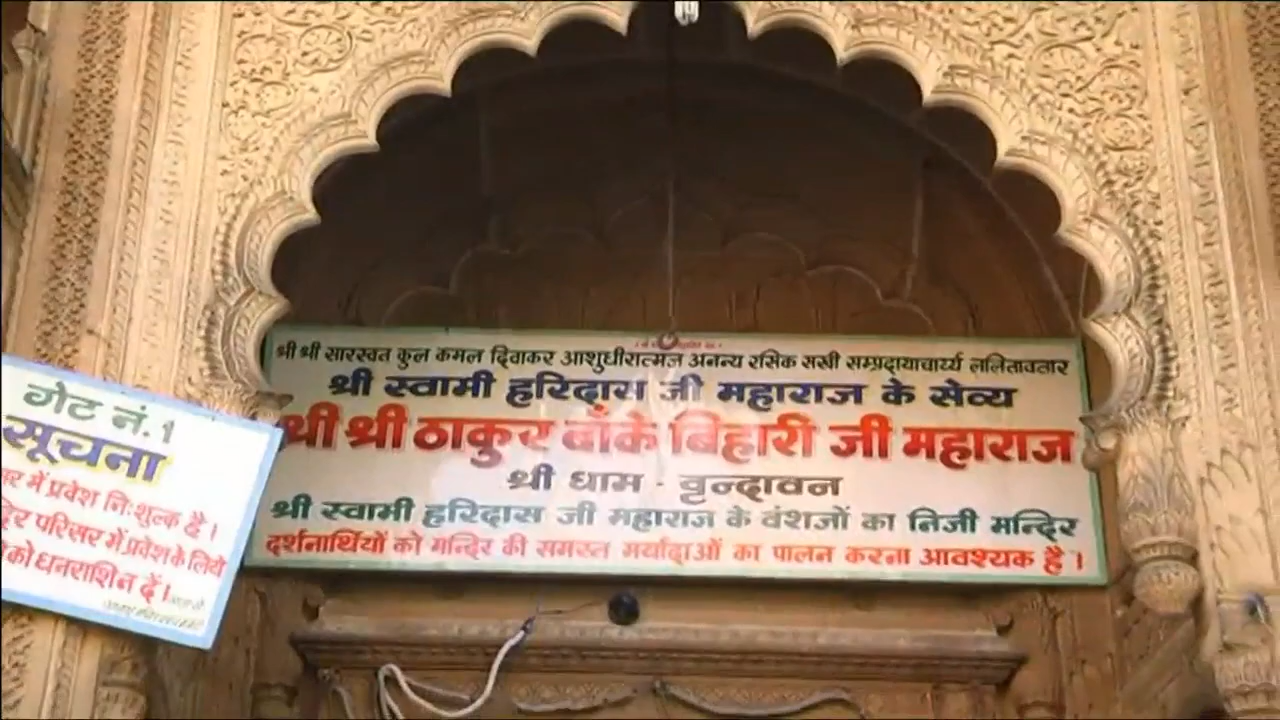 श्री श्री सारस्वत कुल कमल दिवाकर आशुधीरात्मज अनन्य रसिक सखी सम्प्रदायाचार्य्य ललितावतार
श्री स्वामी हरिदास जी महाराज के सेव्य
श्री श्री ठाकुर बांके बिहारी जी महाराज
श्री धाम - वृन्दावन
श्री स्वामी हरिदास जी महाराज के वंशजों का निजी मन्दिर
दर्शनार्थियों को मन्दिर की समस्त मर्यादाओं का पालन करना आवश्यक है।
गेट नं. 1
सूचना
में प्रवेश निःशुल्क है।
परिसर में प्रवेश के लिये
को धनराशि न दें।